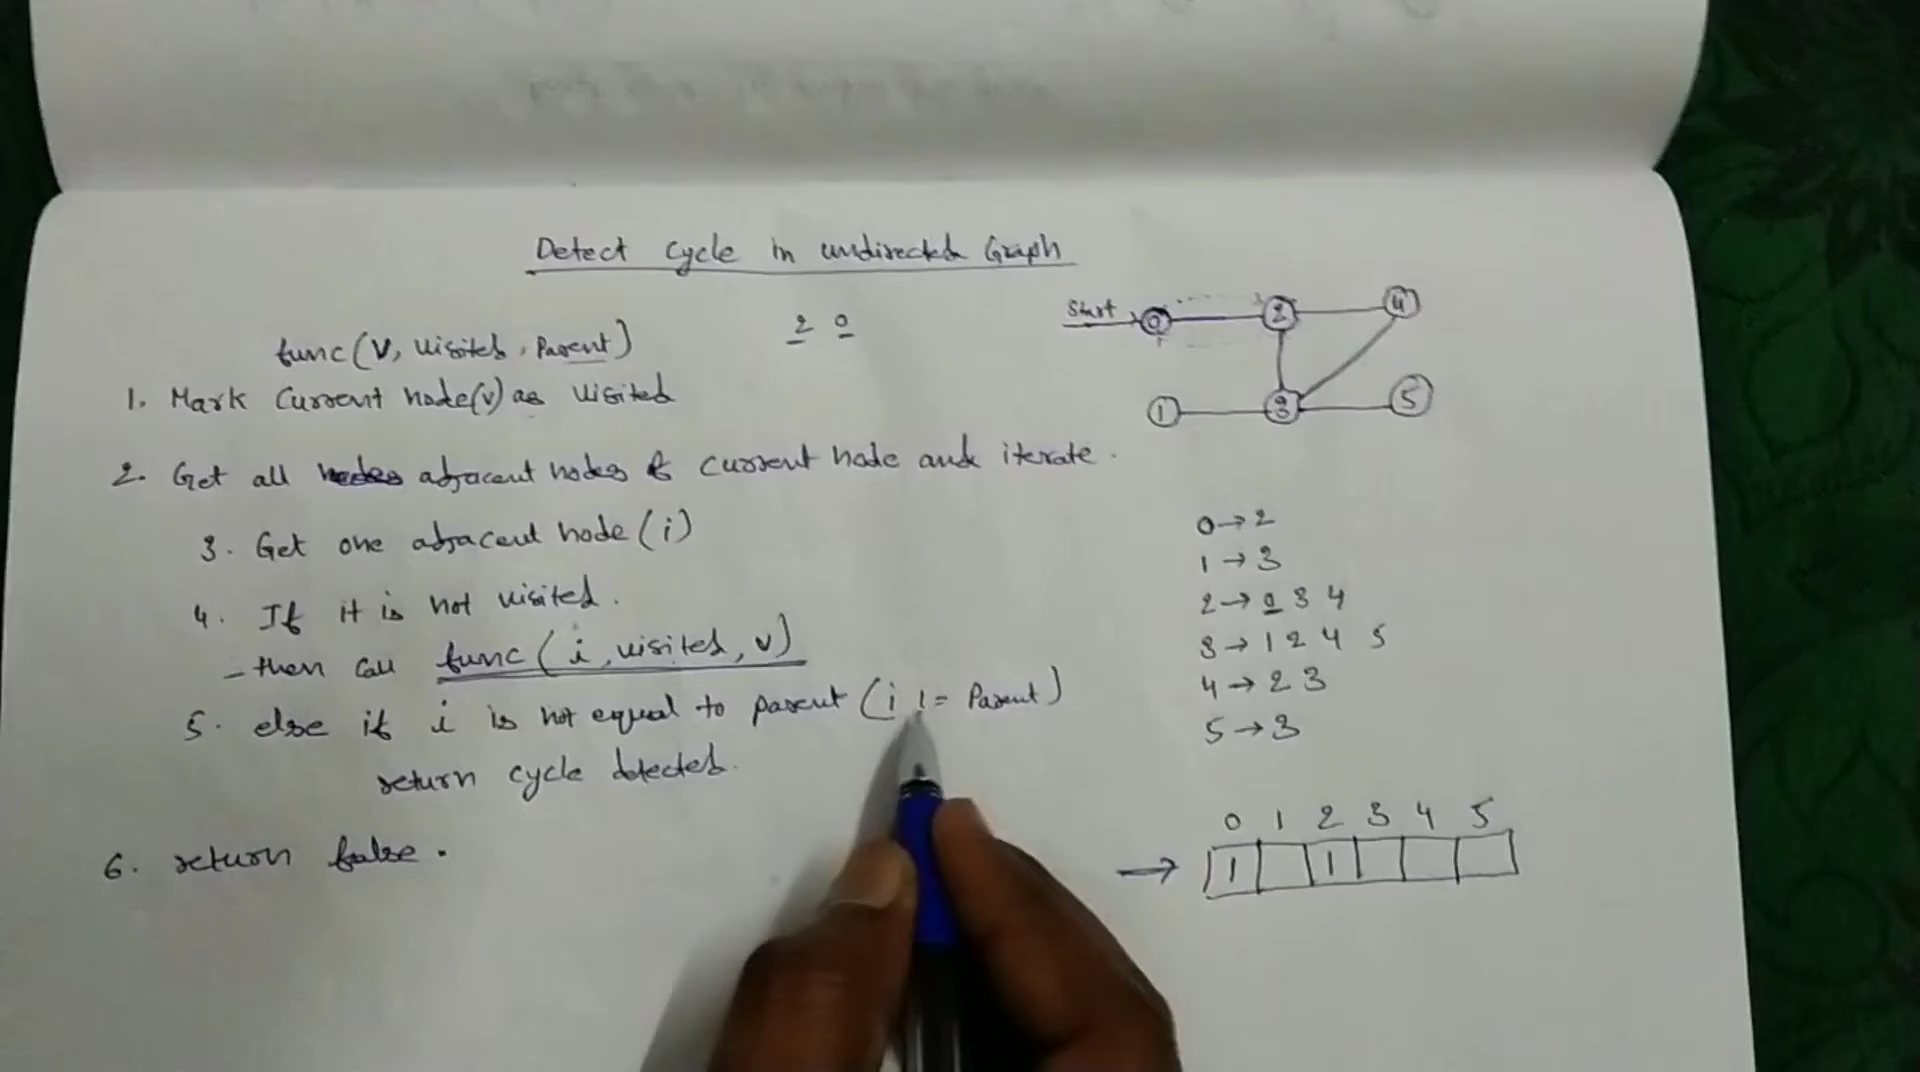 Detect cycle in undirected Graph
func(V, visited, Parent)
2 0
1. Mark Current node(v) as visited
2. Get all nodes adjacent nodes of current node and iterate.
3. Get one adjacent node (i)
4. If it is not visited.
- then call func(i, visited, v)
5. else if i is not equal to parent (i != Parent)
return cycle detected.
6. return false.
Start 0 2 4
1 3 5
0→2
1→3
2→0 3 4
3→1 2 4 5
4→2 3
5→3
0 1 2 3 4 5
→ 1 1